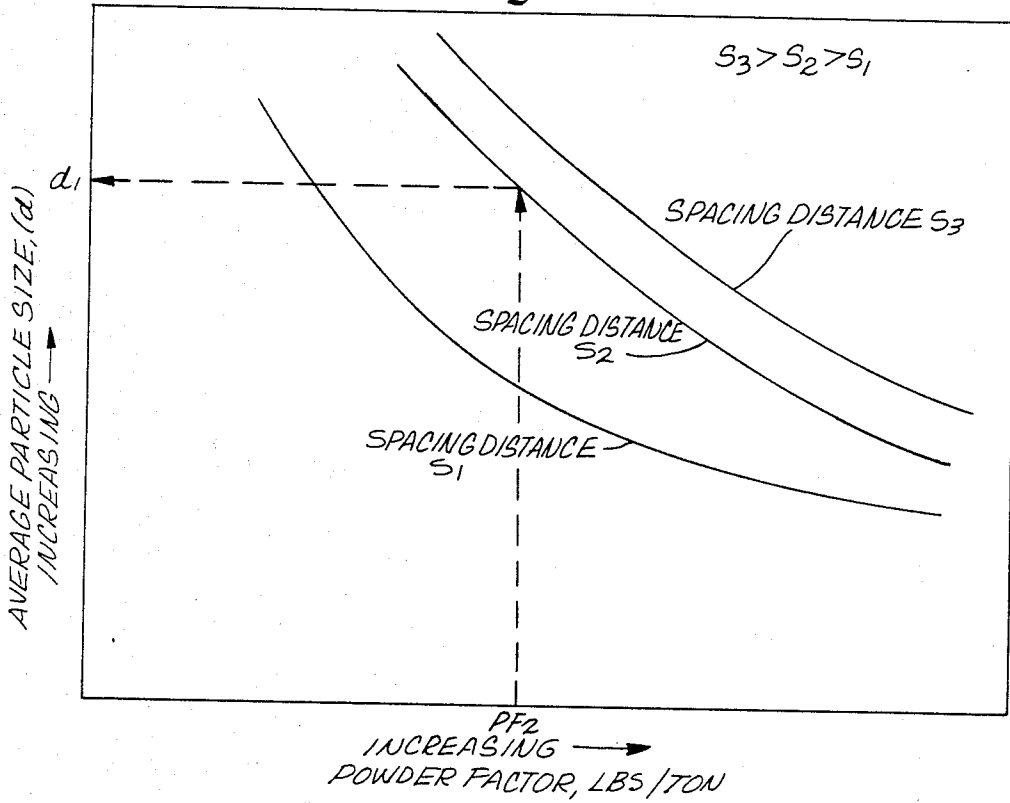 S3 > S2 > S1
d1
AVERAGE PARTICLE SIZE, (d)
INCREASING
SPACING DISTANCE S3
SPACING DISTANCE
S2
SPACING DISTANCE
S1
PF2
INCREASING
POWDER FACTOR, LBS/TON